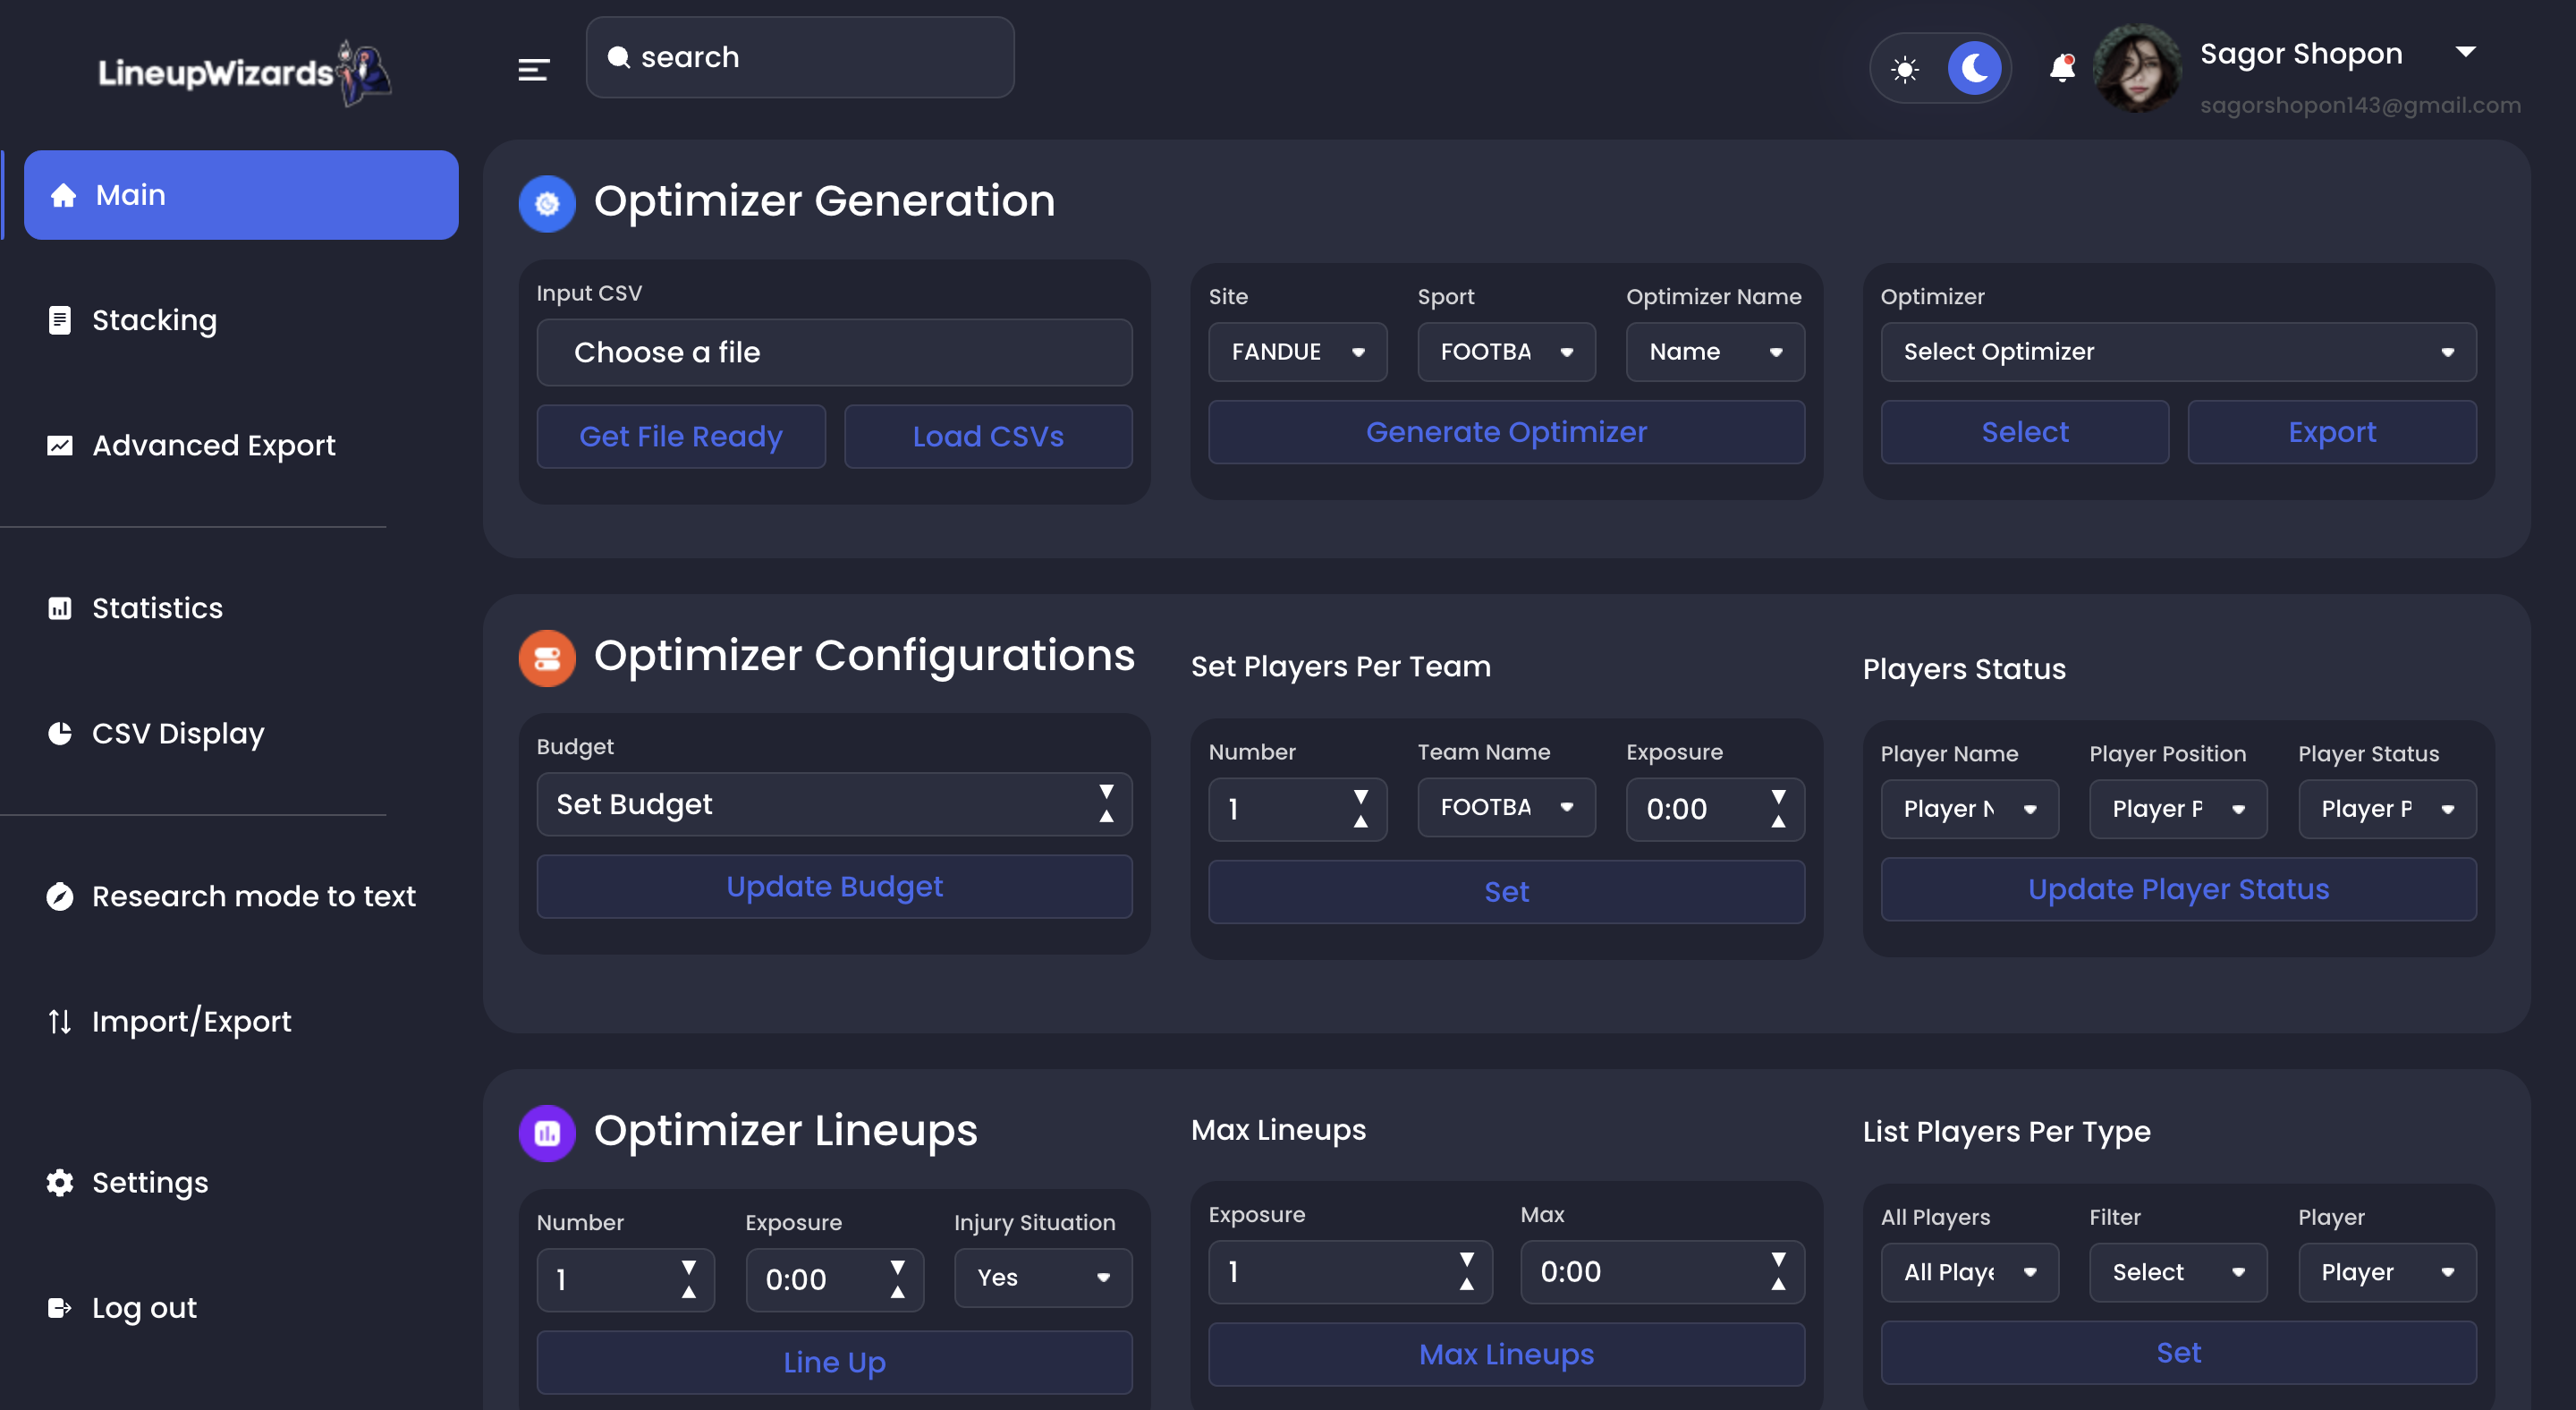 LineupWizards
search
Sagor Shopon
sagorshopon143@gmail.com
Main
Stacking
Advanced Export
Statistics
CSV Display
Research mode to text
Import/Export
Settings
Log out
Optimizer Generation
Input CSV
Choose a file
Get File Ready
Load CSVs
Site
Sport
Optimizer Name
FANDUE
FOOTBA
Name
Generate Optimizer
Optimizer
Select Optimizer
Select
Export
Optimizer Configurations
Budget
Set Budget
Update Budget
Set Players Per Team
Number
Team Name
Exposure
1
FOOTBA
0:00
Set
Players Status
Player Name
Player Position
Player Status
Player N
Player P
Player P
Update Player Status
Optimizer Lineups
Number
Exposure
Injury Situation
1
0:00
Yes
Line Up
Max Lineups
Exposure
Max
1
0:00
Max Lineups
List Players Per Type
All Players
Filter
Player
All Playe
Select
Player
Set